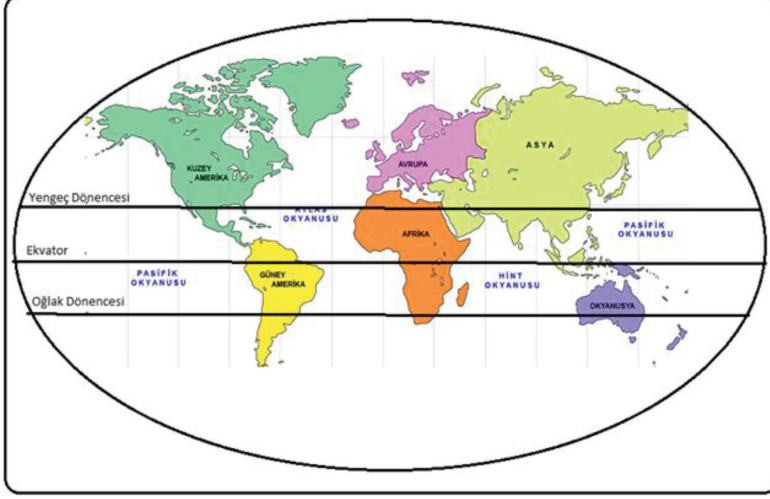 KUZEY
AMERİKA
AVRUPA
ASYA
Yengeç Dönencesi
ATLAS
OKYANUSU
AFRİKA
PASİFİK
OKYANUSU
Ekvator
PASİFİK
OKYANUSU
GÜNEY
AMERİKA
HİNT
OKYANUSU
Oğlak Dönencesi
OKYANUSYA